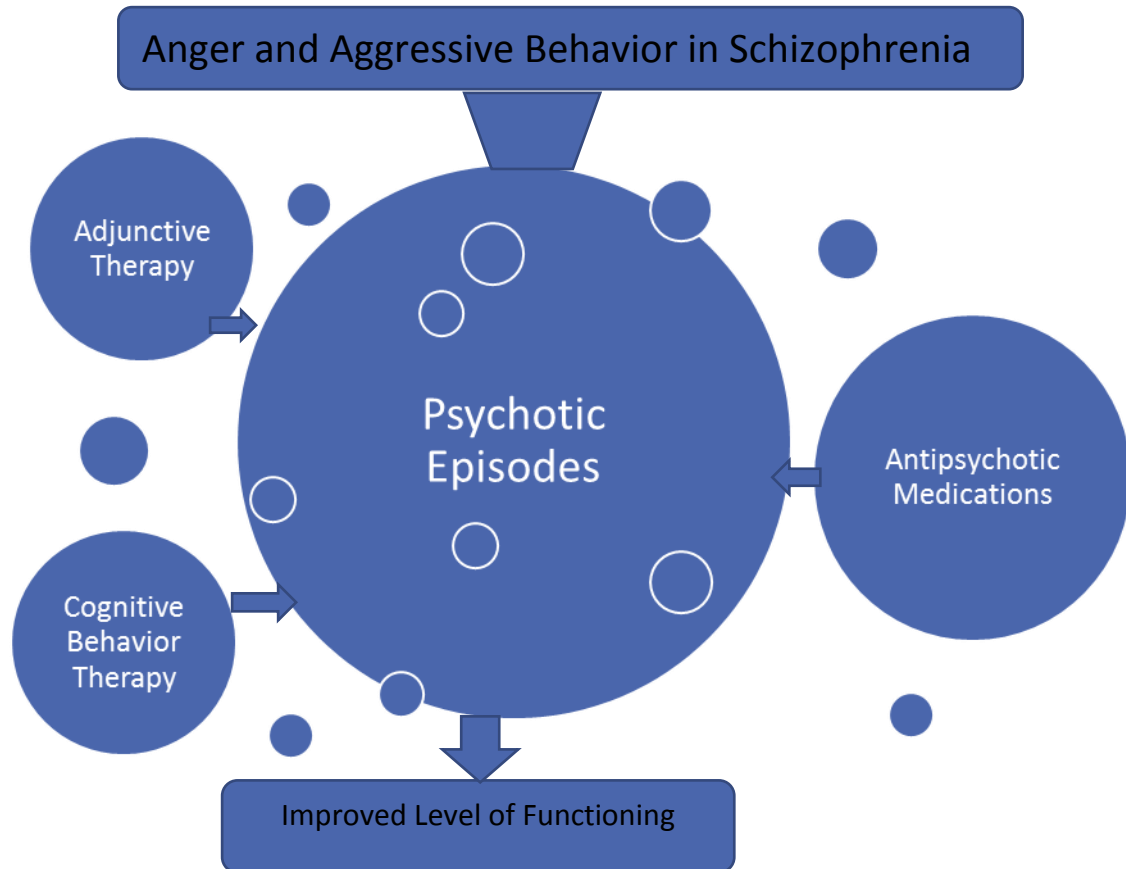 Anger and Aggressive Behavior in Schizophrenia
Adjunctive
Therapy
Psychotic
Episodes
Antipsychotic
Medications
Cognitive
Behavior
Therapy
Improved Level of Functioning